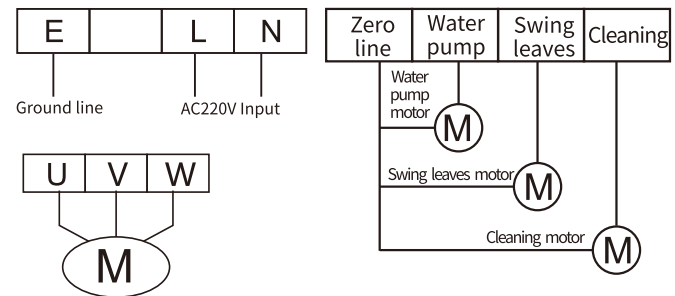 E L N
Ground line
AC220V Input
U V W
M
Zero line
Water pump
Swing leaves
Cleaning
Water
pump
motor
M
Swing leaves motor
M
Cleaning motor
M